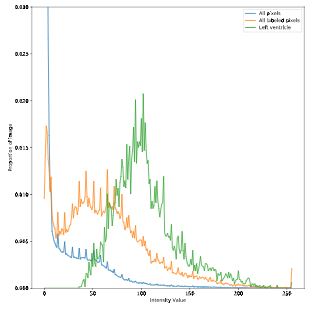 0.030
All pixels
All labeled pixels
Left ventricle
0.025
0.020
Proportion of Image
0.015
0.010
0.005
0.000
0 50 100 150 200 250
Intensity Value